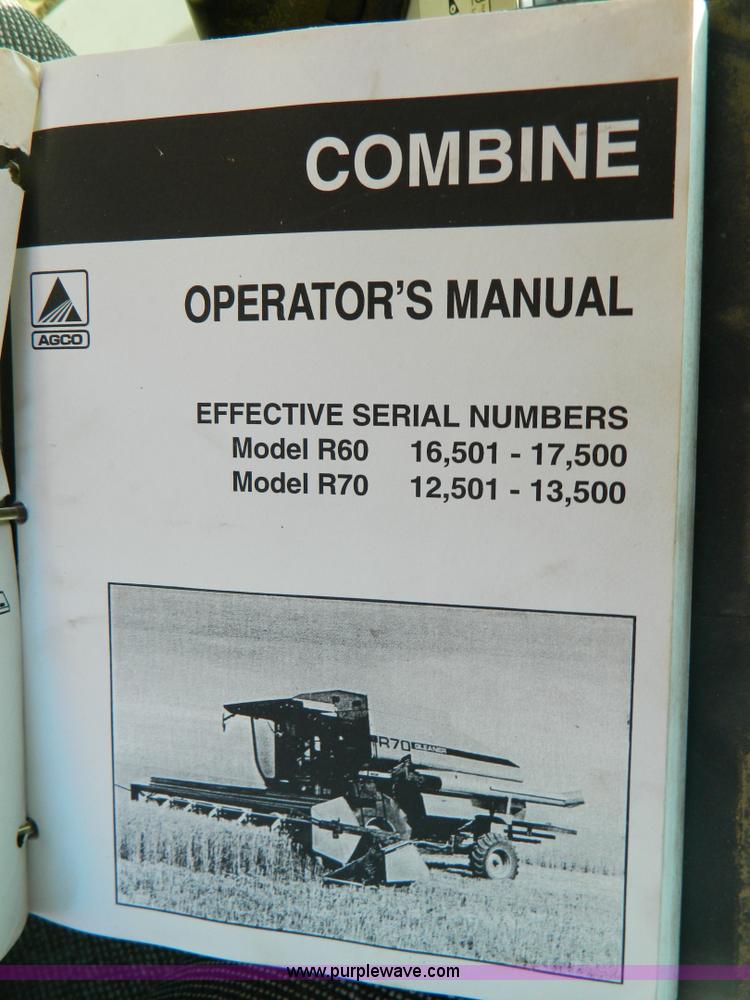 COMBINE
AGCO
OPERATOR'S MANUAL
EFFECTIVE SERIAL NUMBERS
Model R60 16,501 - 17,500
Model R70 12,501 - 13,500
R70 GLEANER
www.purplewave.com